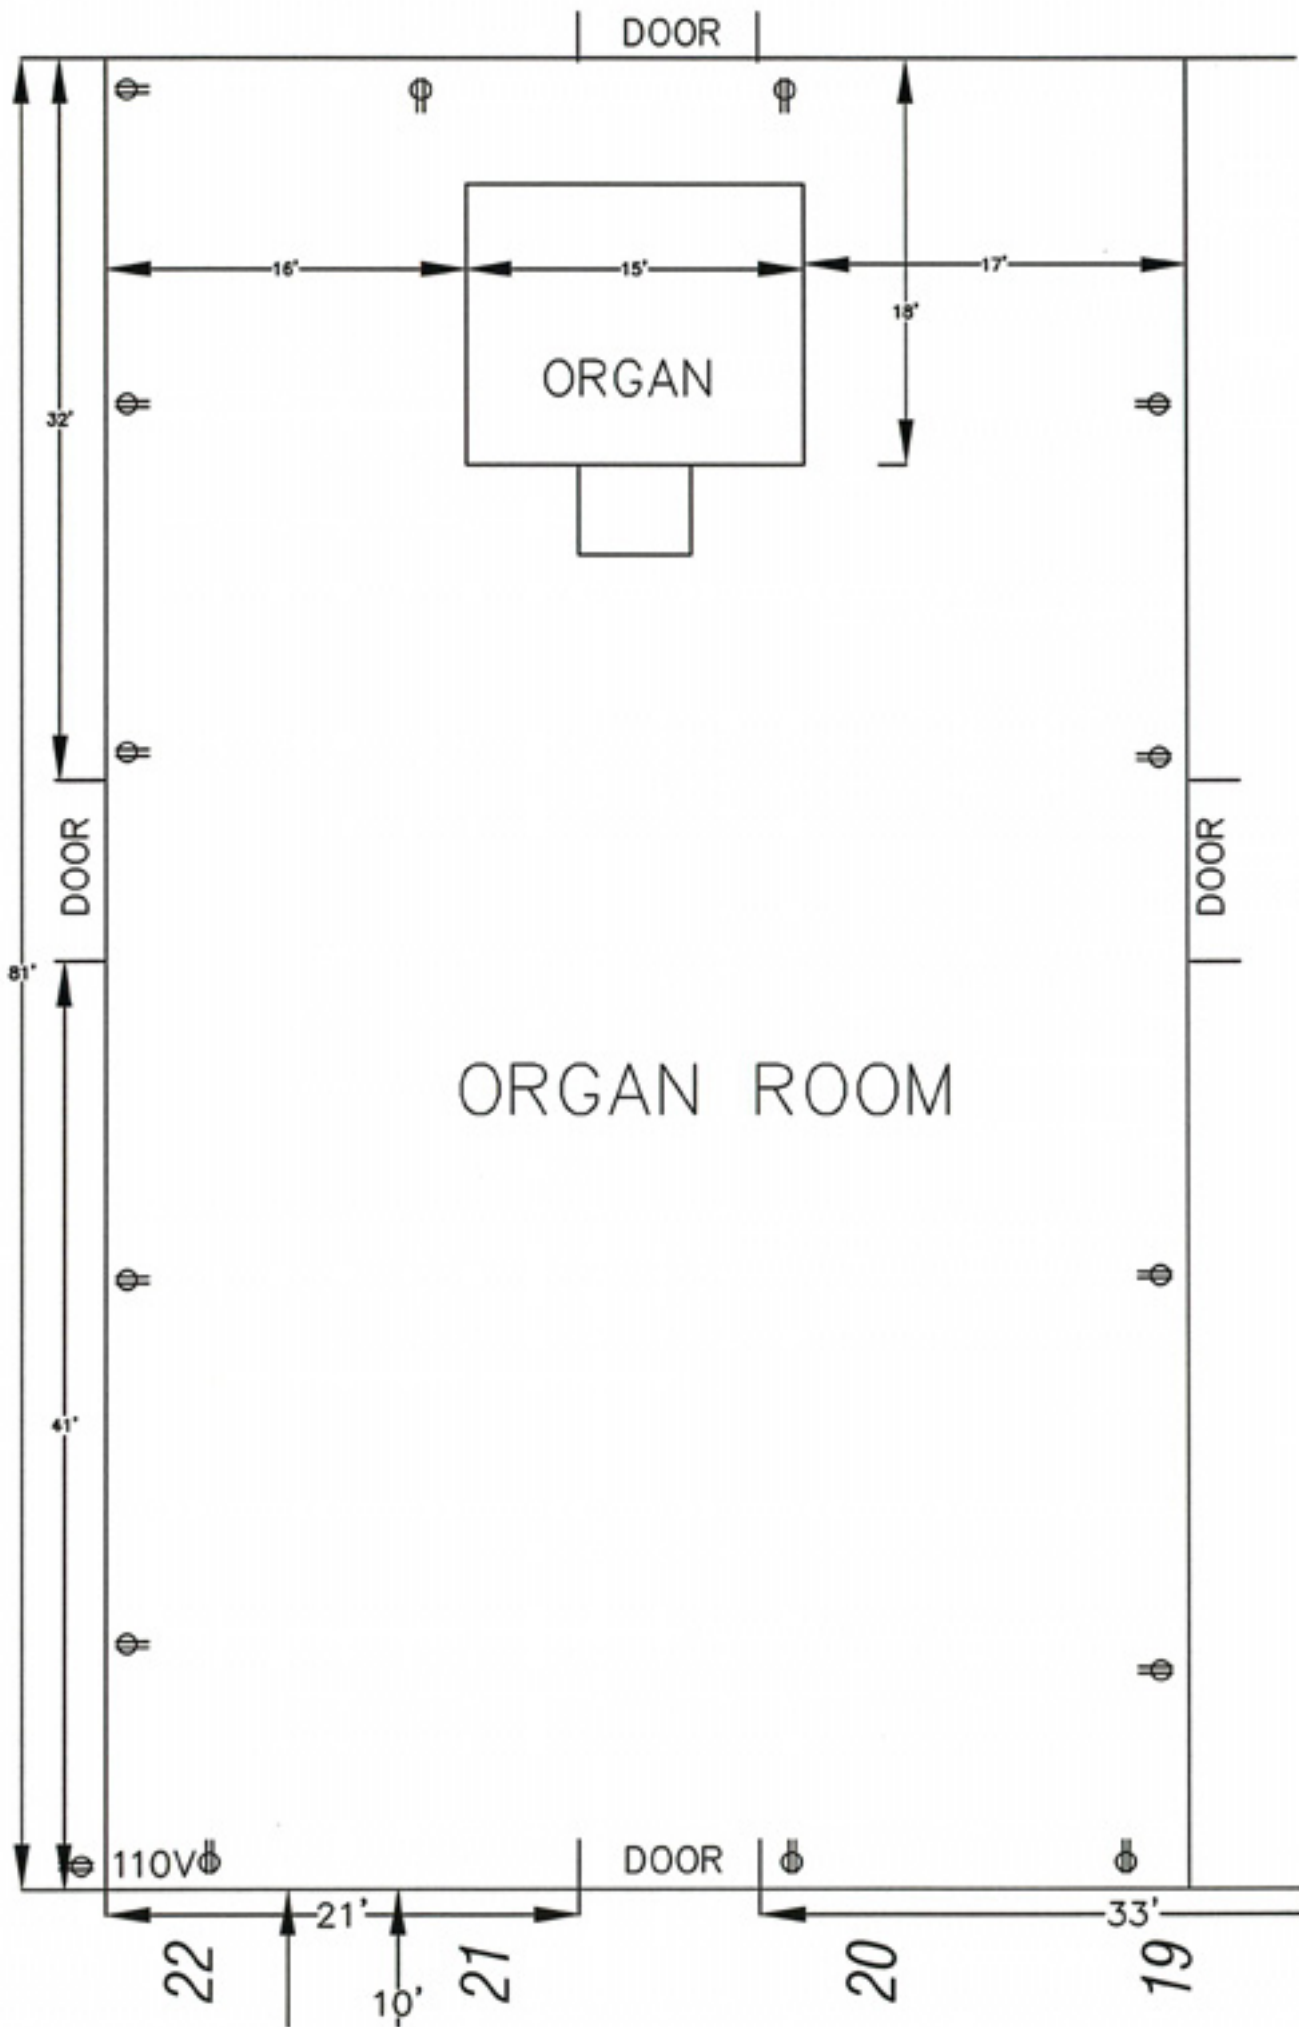 DOOR
16'
15'
17'
18'
ORGAN
32'
DOOR
DOOR
81'
ORGAN ROOM
41'
110V
DOOR
21'
33'
22
21
20
19
10'